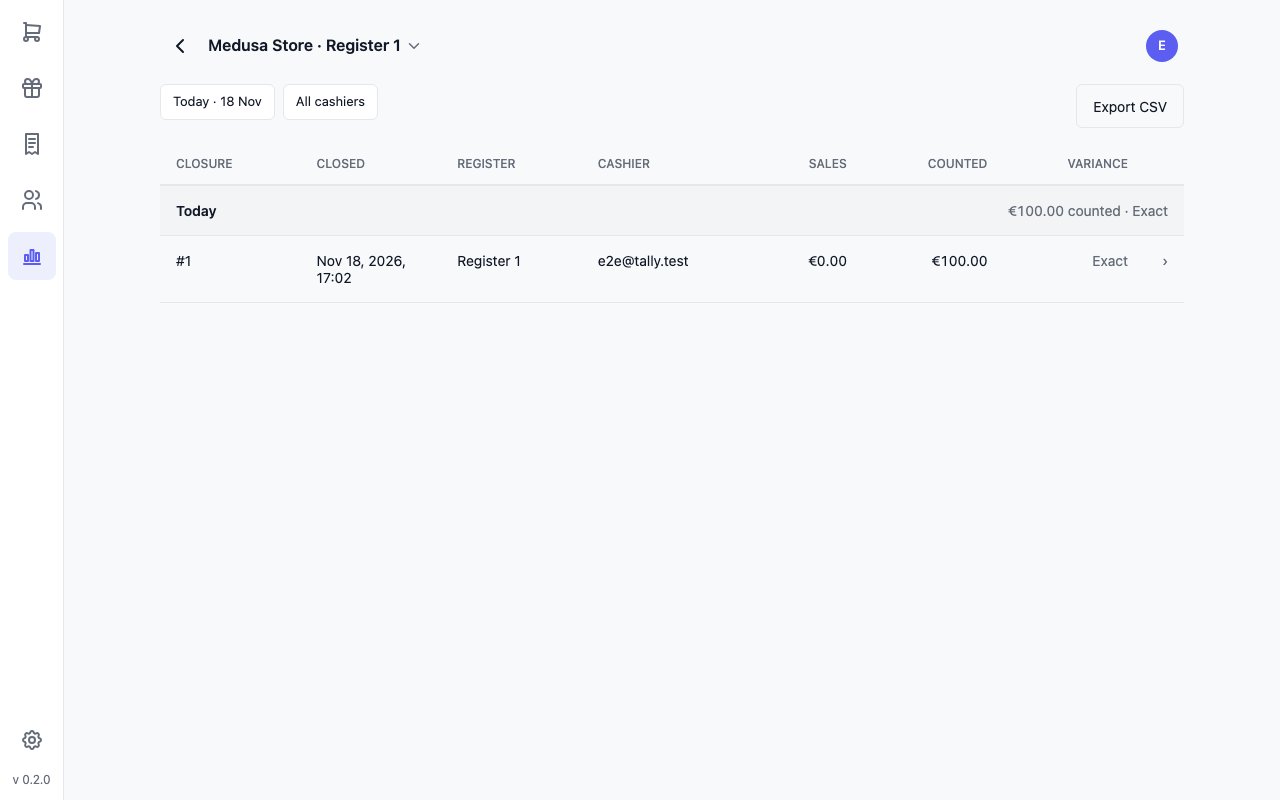 Medusa Store · Register 1
E
Today · 18 Nov
All cashiers
Export CSV
CLOSURE CLOSED REGISTER CASHIER SALES COUNTED VARIANCE
Today €100.00 counted · Exact
#1 Nov 18, 2026, Register 1 e2e@tally.test €0.00 €100.00 Exact ›
17:02
v 0.2.0